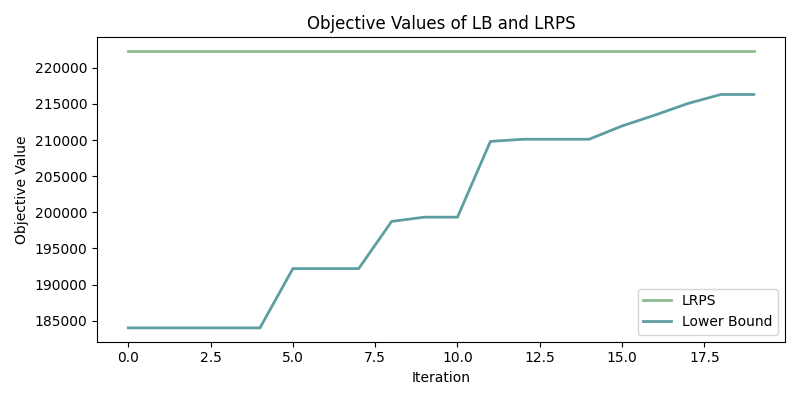 Objective Values of LB and LRPS
Objective Value
220000
215000
210000
205000
200000
195000
190000
185000
LRPS
Lower Bound
0.0 2.5 5.0 7.5 10.0 12.5 15.0 17.5
Iteration